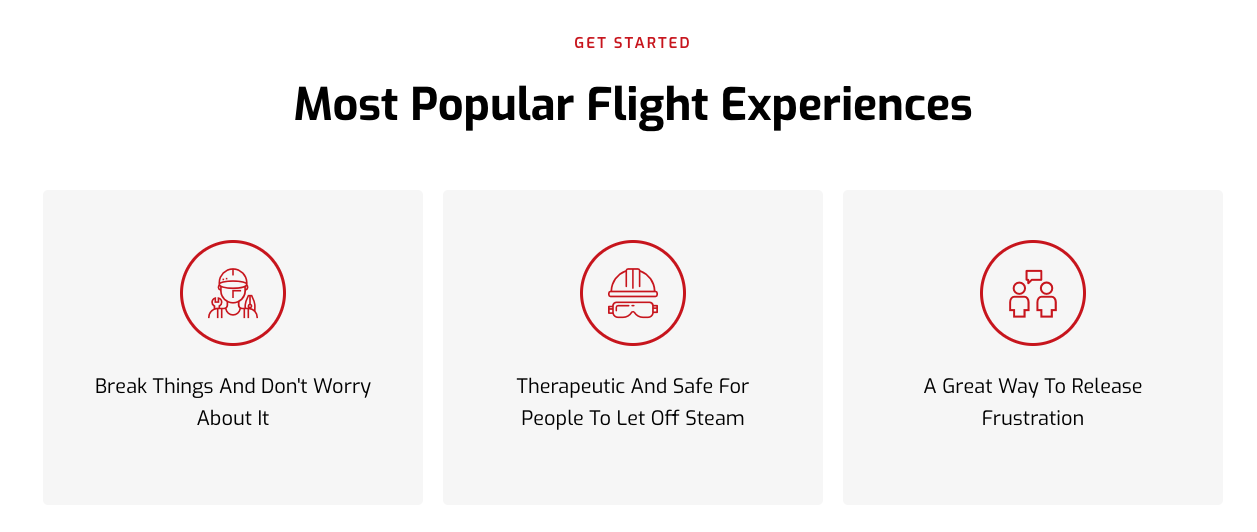 GET STARTED
Most Popular Flight Experiences
Break Things And Don't Worry
About It
Therapeutic And Safe For
People To Let Off Steam
A Great Way To Release
Frustration